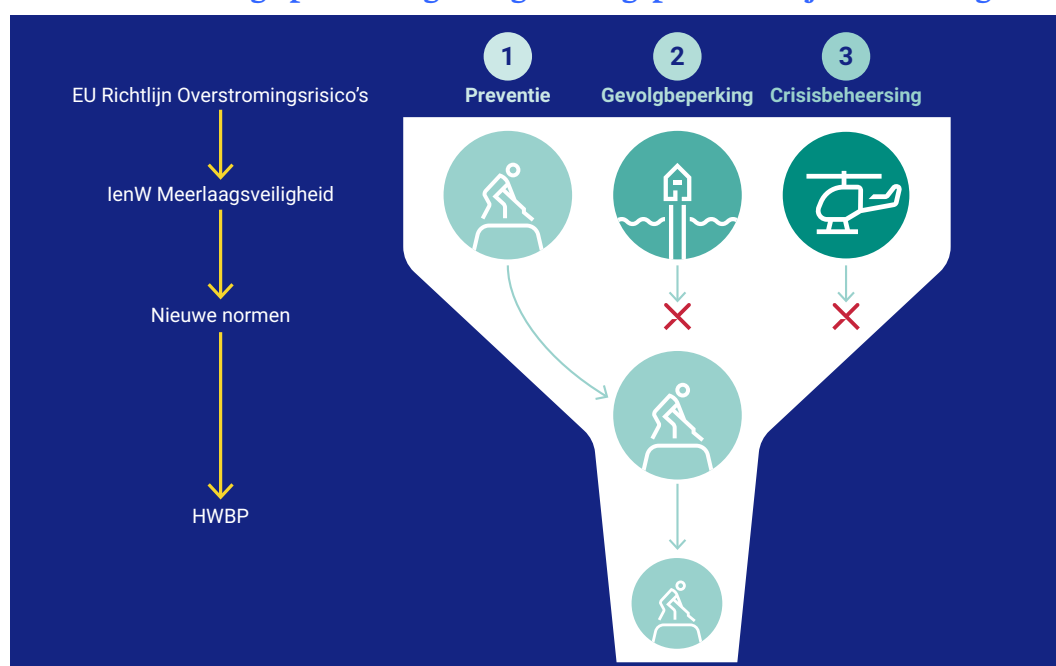 1
2
3
Preventie
Gevolgbeperking
Crisisbeheersing
EU Richtlijn Overstromingsrisico's
IenW Meerlaagsveiligheid
Nieuwe normen
HWBP